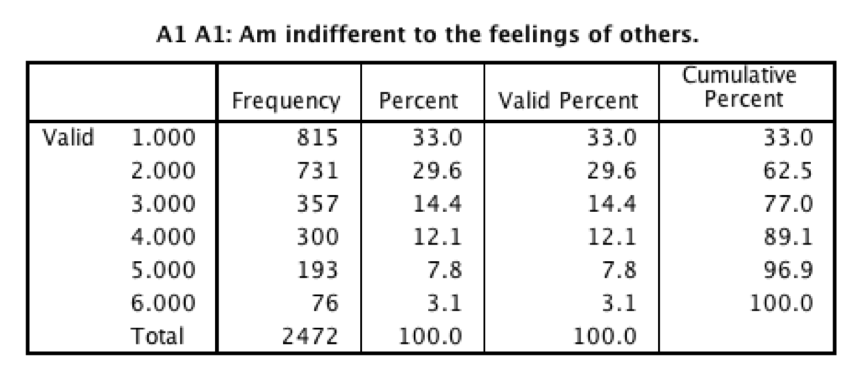 A1 A1: Am indifferent to the feelings of others.
Frequency Percent Valid Percent Cumulative Percent
Valid 1.000 815 33.0 33.0 33.0
2.000 731 29.6 29.6 62.5
3.000 357 14.4 14.4 77.0
4.000 300 12.1 12.1 89.1
5.000 193 7.8 7.8 96.9
6.000 76 3.1 3.1 100.0
Total 2472 100.0 100.0